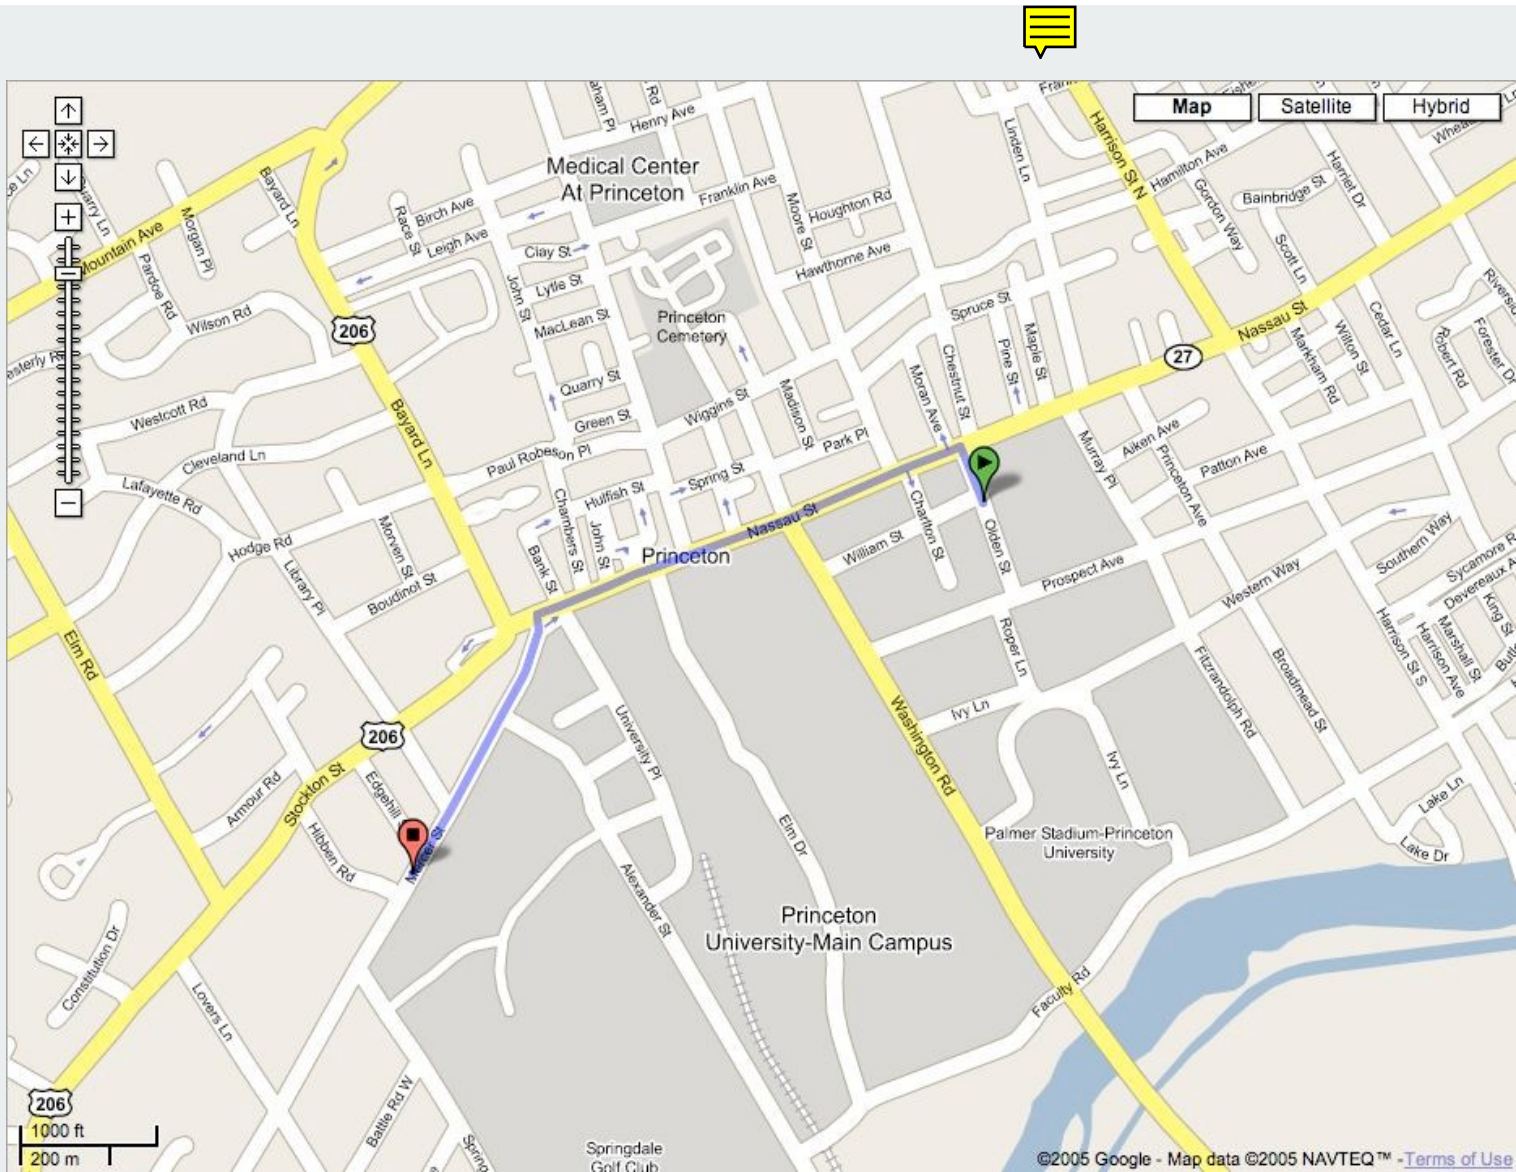 Map
Satellite
Hybrid
Henry Ave
Medical Center
At Princeton
Franklin Ave
Birch Ave
Leigh Ave
Race St
Clay St
Lytle St
MacLean St
John St
Princeton
Cemetery
Quarry St
Green St
Wiggins St
Paul Robeson Pl
Spring St
Hulfish St
Chambers St
John St
Bank St
Moore St
Houghton Rd
Hawthorne Ave
Madison St
Park Pl
Linden Ln
Spruce St
Chestnut St
Moran Ave
Pine St
Maple St
Harrison St N
Hamilton Ave
Gordon Way
Bainbridge St
Harriet Dr
Scott Ln
Cedar Ln
Nassau St
27
Markham Rd
Wilton St
Robert Rd
Forester Dr
Mountain Ave
Bayard Ln
Morgan Pl
Pardoe Rd
Wilson Rd
206
Westcott Rd
Cleveland Ln
Bayard Ln
Lafayette Rd
Hodge Rd
Morven St
Library Pl
Boudinot St
Elm Rd
Princeton
Nassau St
Charlton St
William St
Olden St
Murray Pl
Aiken Ave
Princeton Ave
Patton Ave
Prospect Ave
Western Way
Southern Way
Harrison St S
Harrison Ave
Marshall St
King St
Roper Ln
Fitzrandolph Rd
Broadmead St
Ivy Ln
Ivy Ln
Washington Rd
University Pl
206
Stockton St
Edgehill
Armour Rd
Hibben Rd
Mercer St
Elm Dr
Alexander St
Palmer Stadium-Princeton
University
Lake Ln
Lake Dr
Princeton
University-Main Campus
Faculty Rd
Constitution Dr
Lovers Ln
Battle Rd W
206
1000 ft
200 m
Springdale
Golf Club
©2005 Google - Map data ©2005 NAVTEQ™ - Terms of Use